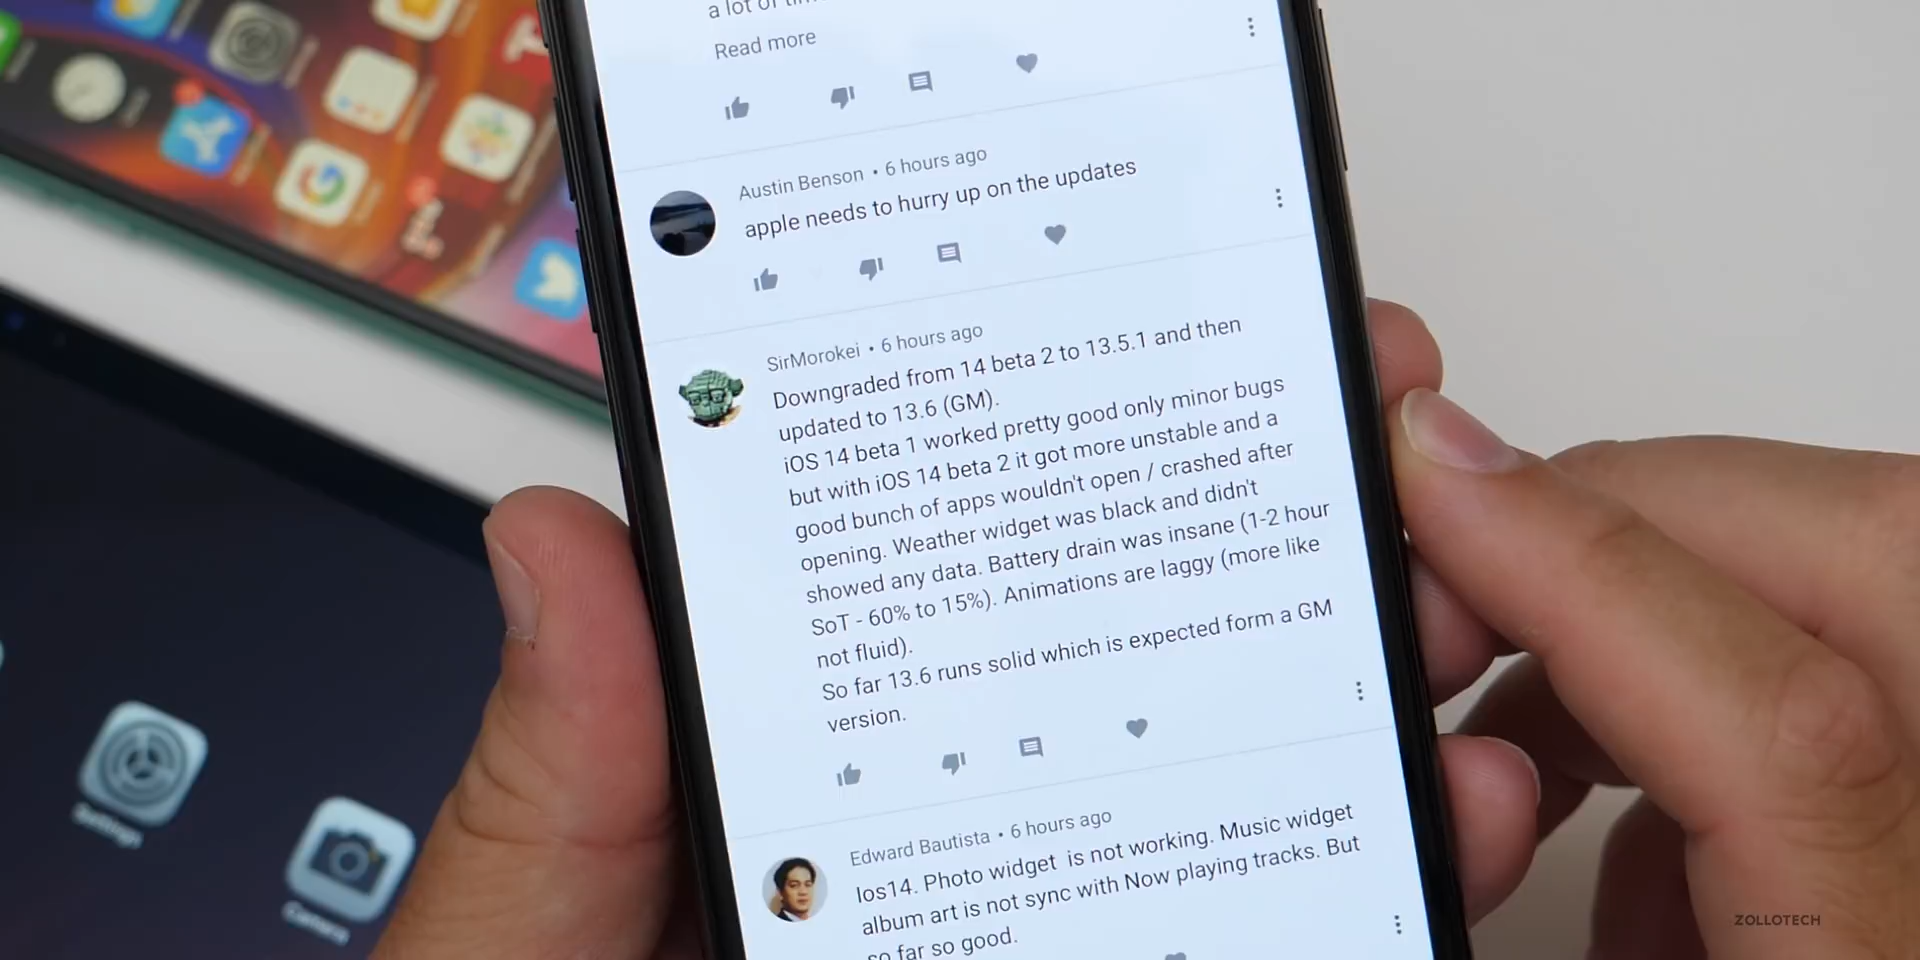 a lot of
Read more
Austin Benson • 6 hours ago
apple needs to hurry up on the updates
SirMorokei • 6 hours ago
Downgraded from 14 beta 2 to 13.5.1 and then
updated to 13.6 (GM).
iOS 14 beta 1 worked pretty good only minor bugs
but with iOS 14 beta 2 it got more unstable and a
good bunch of apps wouldn't open / crashed after
opening. Weather widget was black and didn't
showed any data. Battery drain was insane (1-2 hour
SoT - 60% to 15%). Animations are laggy (more like
not fluid).
So far 13.6 runs solid which is expected form a GM
version.
Edward Bautista • 6 hours ago
Ios14. Photo widget is not working. Music widget
album art is not sync with Now playing tracks. But
so far so good.
Settings
Camera
ZOLLOTECH